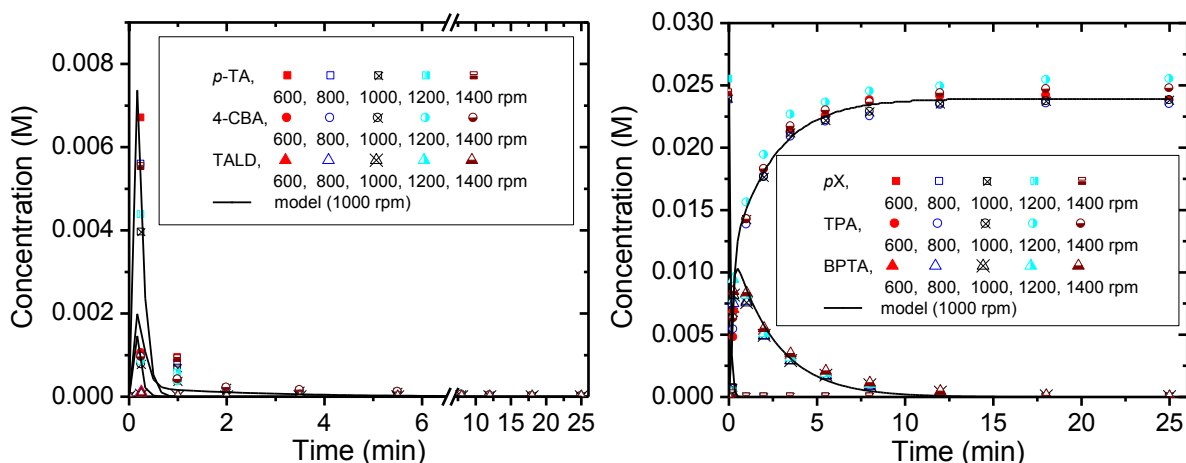 0.008
0.006
0.004
0.002
0.000
Concentration (M)
p-TA,
600, 800, 1000, 1200, 1400 rpm
4-CBA,
600, 800, 1000, 1200, 1400 rpm
TALD,
600, 800, 1000, 1200, 1400 rpm
model (1000 rpm)
0 2 4 6 8 10 15 20 25
Time (min)
0.030
0.025
0.020
0.015
0.010
0.005
0.000
Concentration (M)
pX,
600, 800, 1000, 1200, 1400 rpm
TPA,
600, 800, 1000, 1200, 1400 rpm
BPTA,
600, 800, 1000, 1200, 1400 rpm
model (1000 rpm)
0 5 10 15 20 25
Time (min)